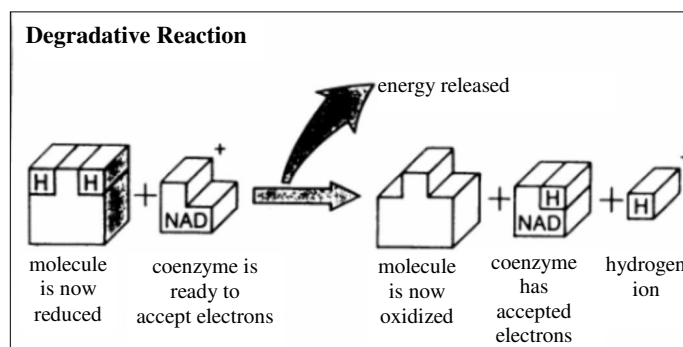 Degradative Reaction
energy released
H H + NAD + + H NAD + H +
molecule is now reduced
coenzyme is ready to accept electrons
molecule is now oxidized
coenzyme has accepted electrons
hydrogen ion